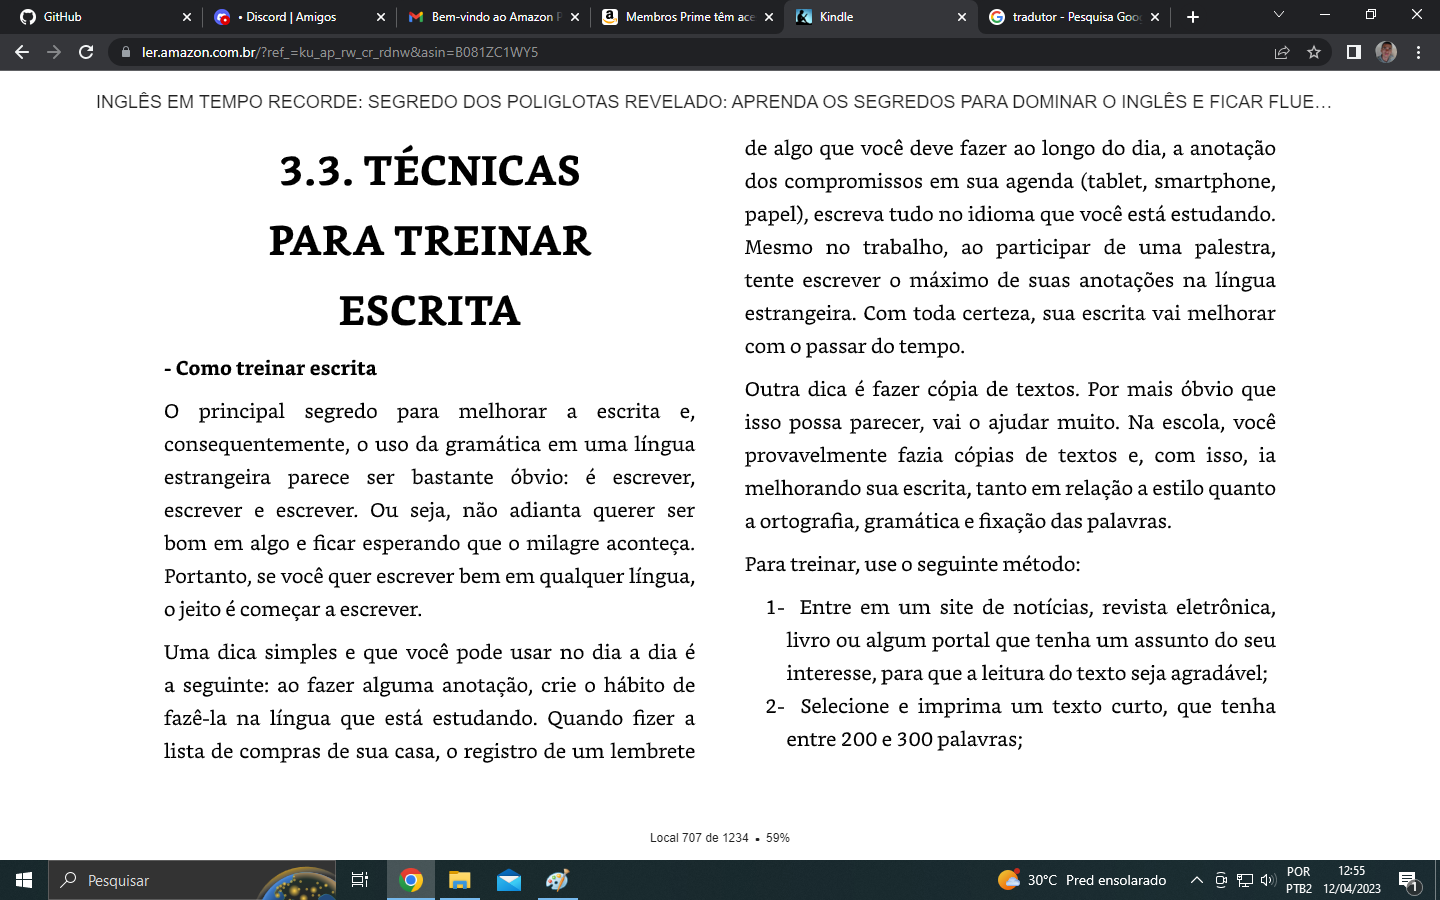 GitHub
• Discord | Amigos
Bem-vindo ao Amazon P
Membros Prime têm ace
Kindle
tradutor - Pesquisa Goo
ler.amazon.com.br/?ref_=ku_ap_rw_cr_rdnw&asin=B081ZC1WY5
INGLÊS EM TEMPO RECORDE: SEGREDO DOS POLIGLOTAS REVELADO: APRENDA OS SEGREDOS PARA DOMINAR O INGLÊS E FICAR FLUE…
3.3. TÉCNICAS
PARA TREINAR
ESCRITA
- Como treinar escrita
O principal segredo para melhorar a escrita e,
consequentemente, o uso da gramática em uma língua
estrangeira parece ser bastante óbvio: é escrever,
escrever e escrever. Ou seja, não adianta querer ser
bom em algo e ficar esperando que o milagre aconteça.
Portanto, se você quer escrever bem em qualquer língua,
o jeito é começar a escrever.
Uma dica simples e que você pode usar no dia a dia é
a seguinte: ao fazer alguma anotação, crie o hábito de
fazê-la na língua que está estudando. Quando fizer a
lista de compras de sua casa, o registro de um lembrete
de algo que você deve fazer ao longo do dia, a anotação
dos compromissos em sua agenda (tablet, smartphone,
papel), escreva tudo no idioma que você está estudando.
Mesmo no trabalho, ao participar de uma palestra,
tente escrever o máximo de suas anotações na língua
estrangeira. Com toda certeza, sua escrita vai melhorar
com o passar do tempo.
Outra dica é fazer cópia de textos. Por mais óbvio que
isso possa parecer, vai o ajudar muito. Na escola, você
provavelmente fazia cópias de textos e, com isso, ia
melhorando sua escrita, tanto em relação a estilo quanto
a ortografia, gramática e fixação das palavras.
Para treinar, use o seguinte método:
1- Entre em um site de notícias, revista eletrônica,
livro ou algum portal que tenha um assunto do seu
interesse, para que a leitura do texto seja agradável;
2- Selecione e imprima um texto curto, que tenha
entre 200 e 300 palavras;
Local 707 de 1234 • 59%
Pesquisar
30°C Pred ensolarado
POR
PTB2
12:55
12/04/2023
1